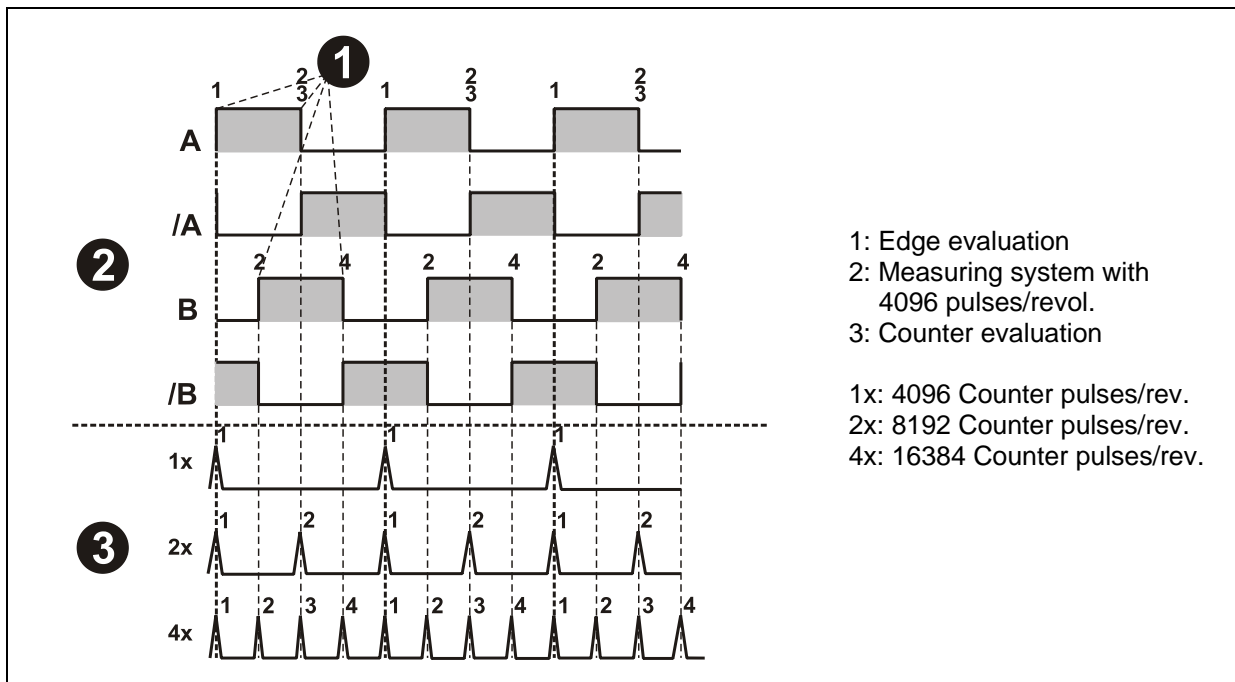 1
1 2 1 2 1 2
3 3 3
A
/A
2
2 4 2 4 2 4
B
/B
1 1 1
1x
3
1 2 1 2 1 2
2x
1 2 3 4 1 2 3 4 1 2 3 4
4x
1: Edge evaluation
2: Measuring system with
4096 pulses/revol.
3: Counter evaluation
1x: 4096 Counter pulses/rev.
2x: 8192 Counter pulses/rev.
4x: 16384 Counter pulses/rev.